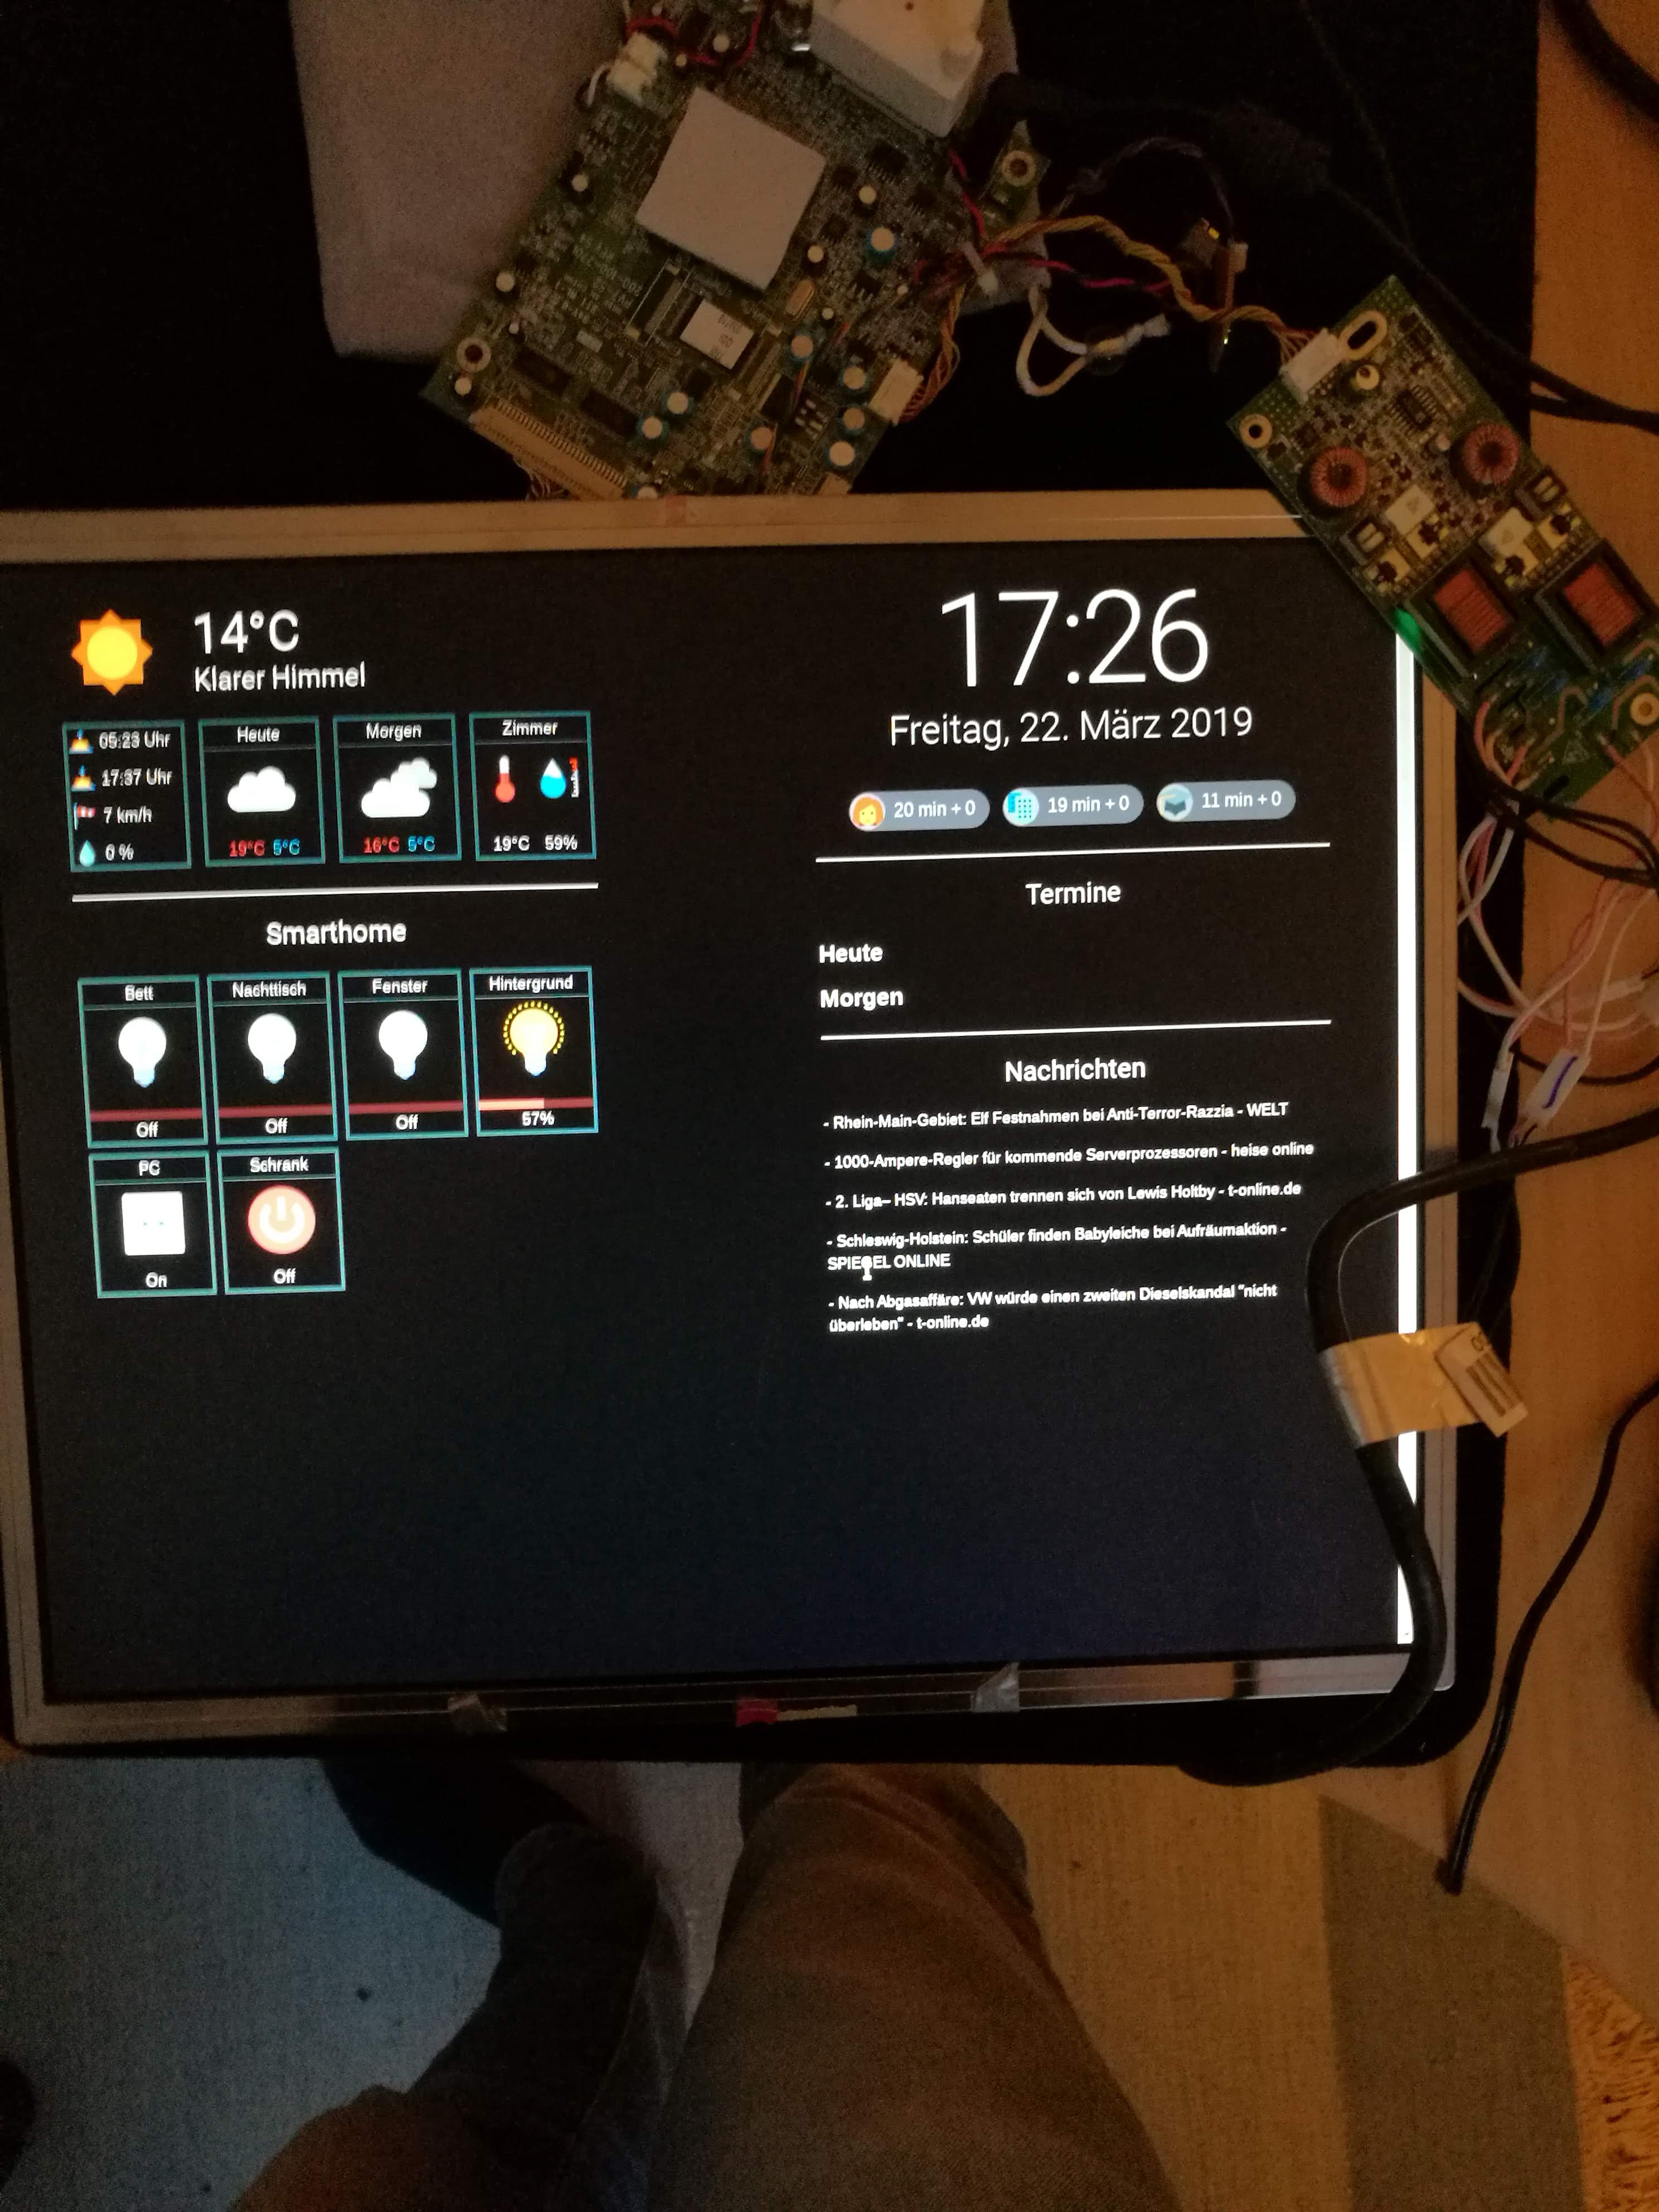 14°C
Klarer Himmel
05:23 Uhr
17:37 Uhr
7 km/h
0 %
Heute
19°C 5°C
Morgen
16°C 5°C
Zimmer
19°C 59%
Smarthome
Bett
Off
Nachttisch
Off
Fenster
Off
Hintergrund
57%
PC
On
Schrank
Off
17:26
Freitag, 22. März 2019
20 min + 0
19 min + 0
11 min + 0
Termine
Heute
Morgen
Nachrichten
- Rhein-Main-Gebiet: Elf Festnahmen bei Anti-Terror-Razzia - WELT
- 1000-Ampere-Regler für kommende Serverprozessoren - heise online
- 2. Liga– HSV: Hanseaten trennen sich von Lewis Holtby - t-online.de
- Schleswig-Holstein: Schüler finden Babyleiche bei Aufräumaktion -
SPIEGEL ONLINE
- Nach Abgasaffäre: VW würde einen zweiten Dieselskandal "nicht
überleben" - t-online.de